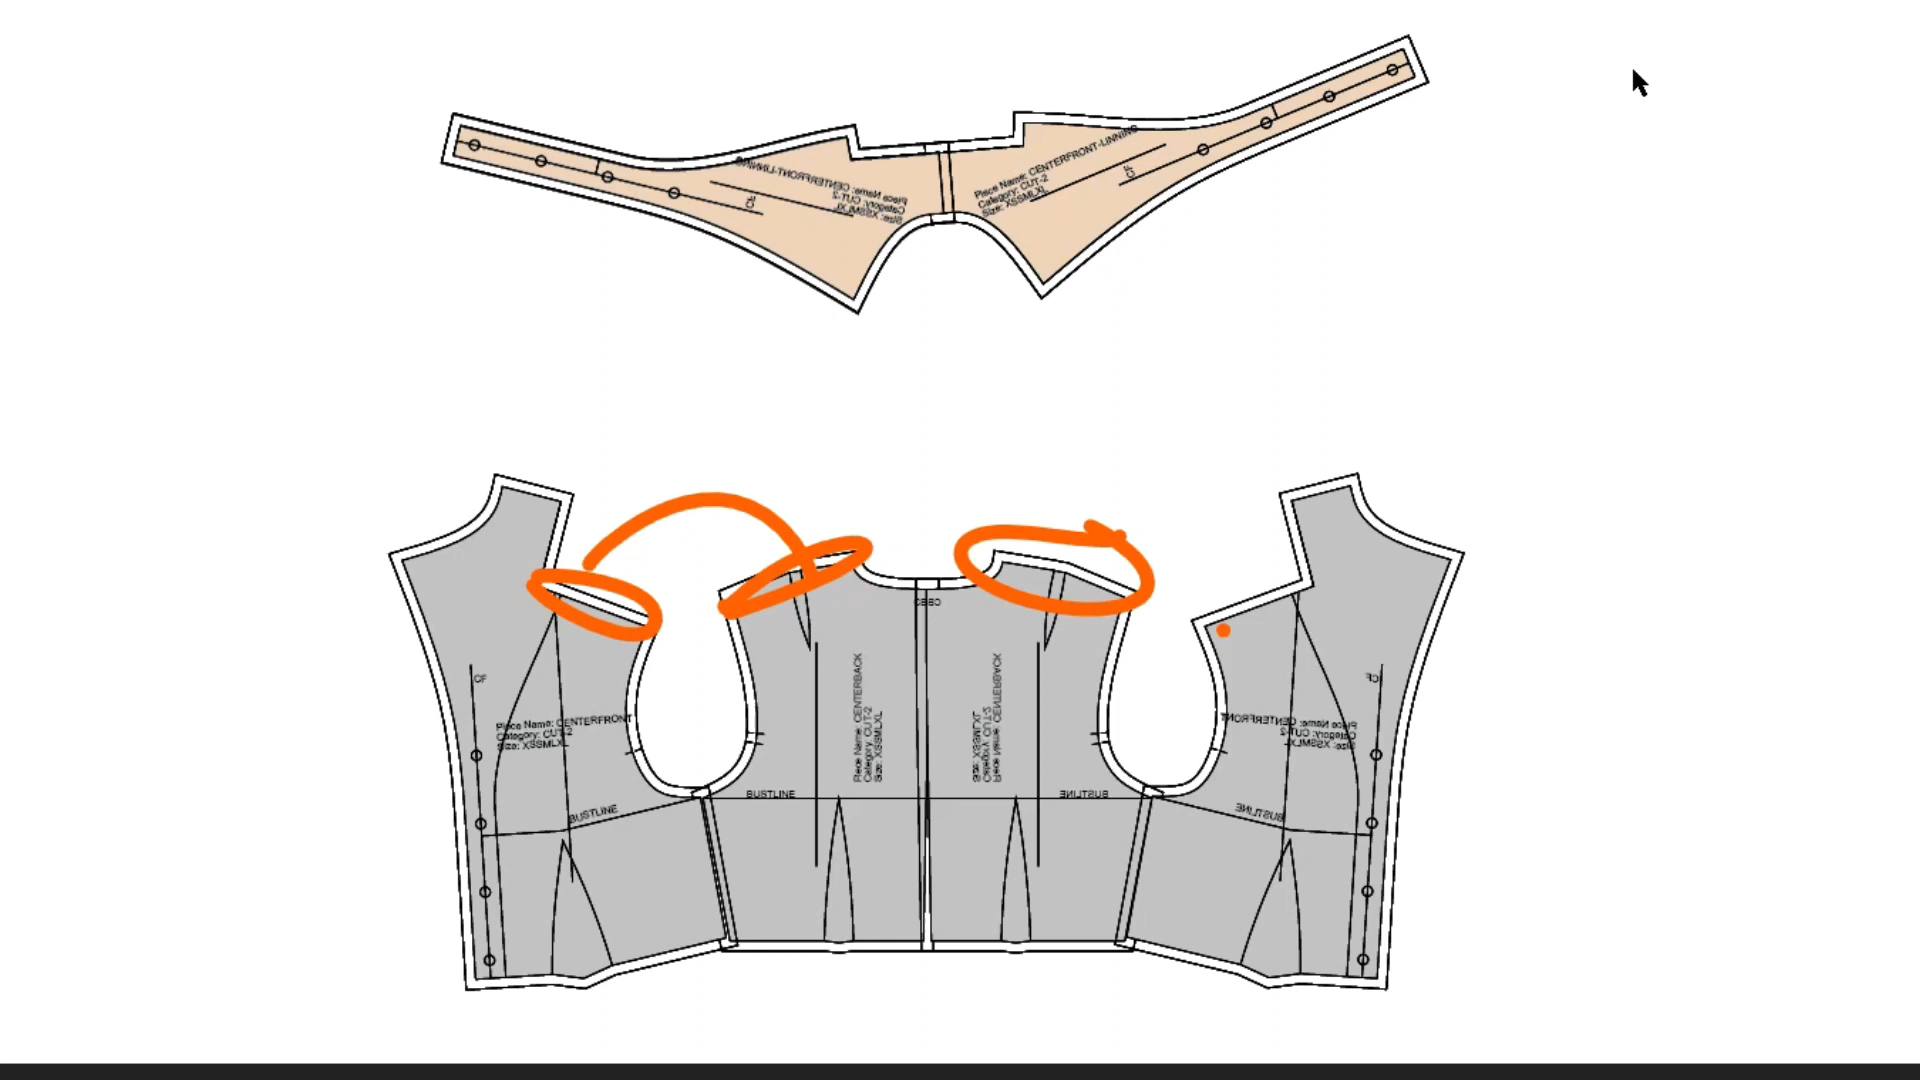 Piece Name: CENTERFRONT-LINNING
Category: CUT-2
Size: XSSMLXL
CF
Piece Name: CENTERFRONT-LINNING
Category: CUT-2
Size: XSSMLXL
CF
CF
Piece Name: CENTERFRONT
Category: CUT-2
Size: XSSMLXL
BUSTLINE
Piece Name: CENTERBACK
Category: CUT-2
Size: XSSMLXL
BUSTLINE
Piece Name: CENTERBACK
Category: CUT-2
Size: XSSMLXL
BUSTLINE
CF
Piece Name: CENTERFRONT
Category: CUT-2
Size: XSSMLXL
BUSTLINE